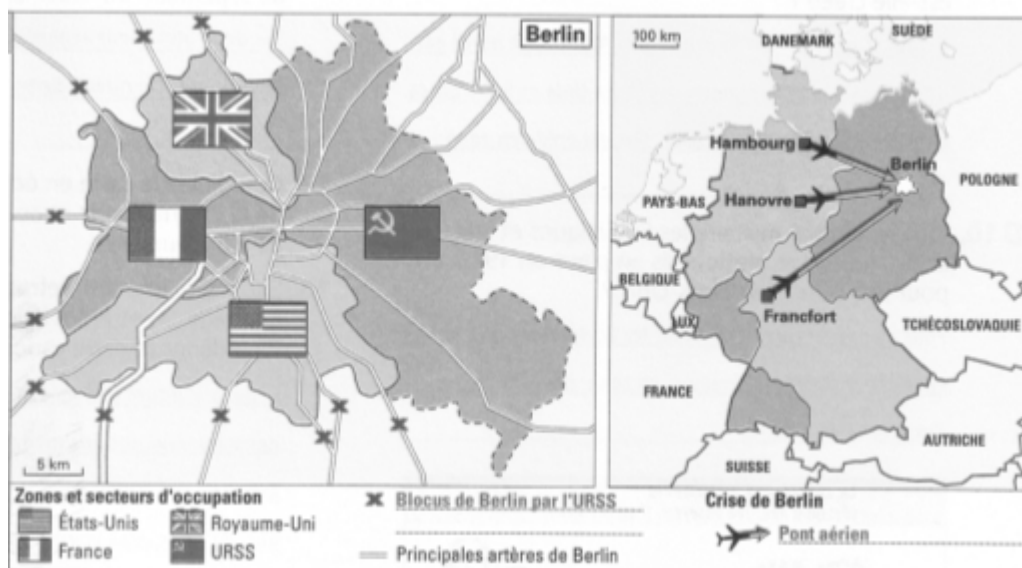 Berlin
5 km
100 km
DANEMARK
SUÈDE
Hambourg
Berlin
PAYS-BAS
Hanovre
POLOGNE
BELGIQUE
LUX.
Francfort
TCHÉCOSLOVAQUIE
FRANCE
AUTRICHE
SUISSE
Zones et secteurs d'occupation
États-Unis
Royaume-Uni
France
URSS
Blocus de Berlin par l'URSS
Principales artères de Berlin
Crise de Berlin
Pont aérien